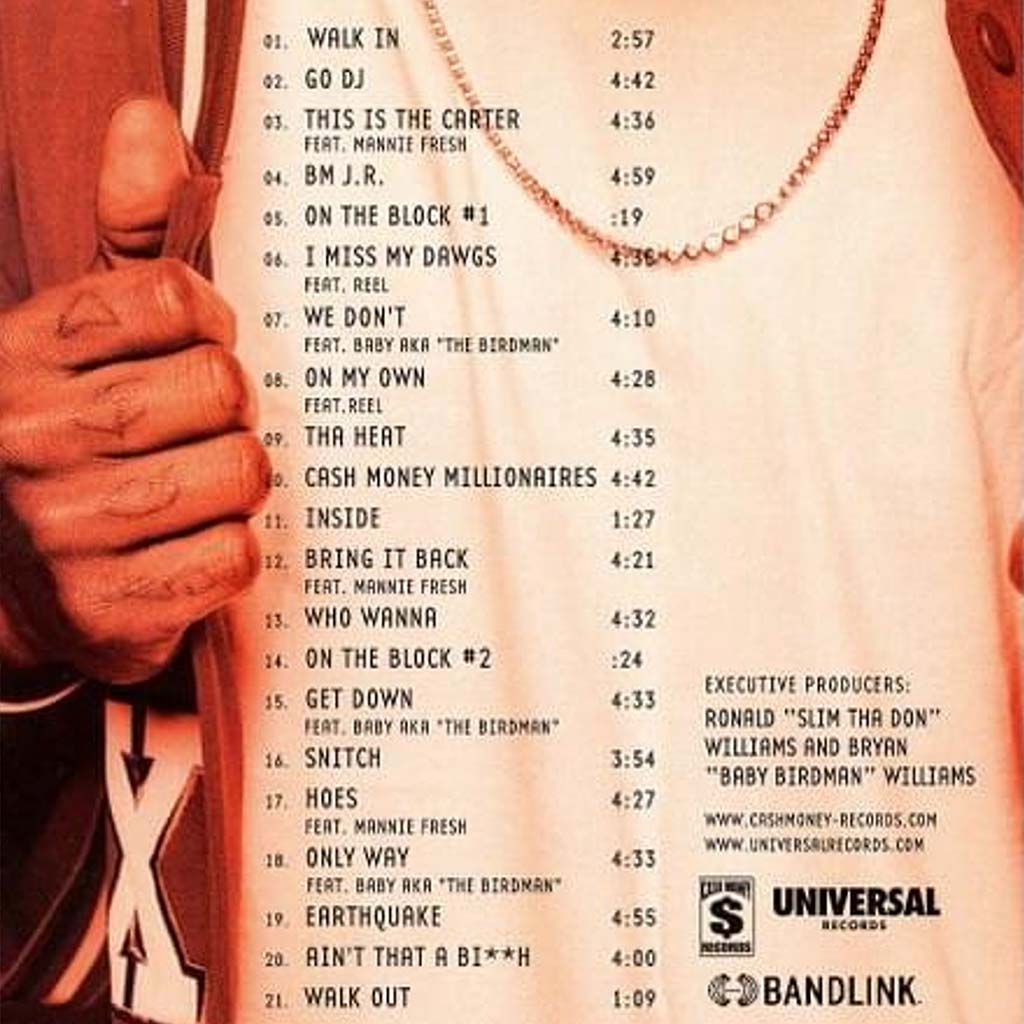 01. WALK IN 2:57
02. GO DJ 4:42
03. THIS IS THE CARTER 4:36
FEAT. MANNIE FRESH
04. BM J.R. 4:59
05. ON THE BLOCK #1 :19
06. I MISS MY DAWGS
FEAT. REEL
07. WE DON'T 4:10
FEAT. BABY AKA "THE BIRDMAN"
08. ON MY OWN 4:28
FEAT.REEL
09. THA HEAT 4:35
10. CASH MONEY MILLIONAIRES 4:42
11. INSIDE 1:27
12. BRING IT BACK 4:21
FEAT. MANNIE FRESH
13. WHO WANNA 4:32
14. ON THE BLOCK #2 :24
15. GET DOWN 4:33
FEAT. BABY AKA "THE BIRDMAN"
16. SNITCH 3:54
17. HOES 4:27
FEAT. MANNIE FRESH
18. ONLY WAY 4:33
FEAT. BABY AKA "THE BIRDMAN"
19. EARTHQUAKE 4:55
20. AIN'T THAT A BI**H 4:00
21. WALK OUT 1:09
EXECUTIVE PRODUCERS:
RONALD "SLIM THA DON"
WILLIAMS AND BRYAN
"BABY BIRDMAN" WILLIAMS
WWW.CASHMONEY-RECORDS.COM
WWW.UNIVERSALRECORDS.COM
CASH MONEY
$
RECORDS
UNIVERSAL
RECORDS
BANDLINK.